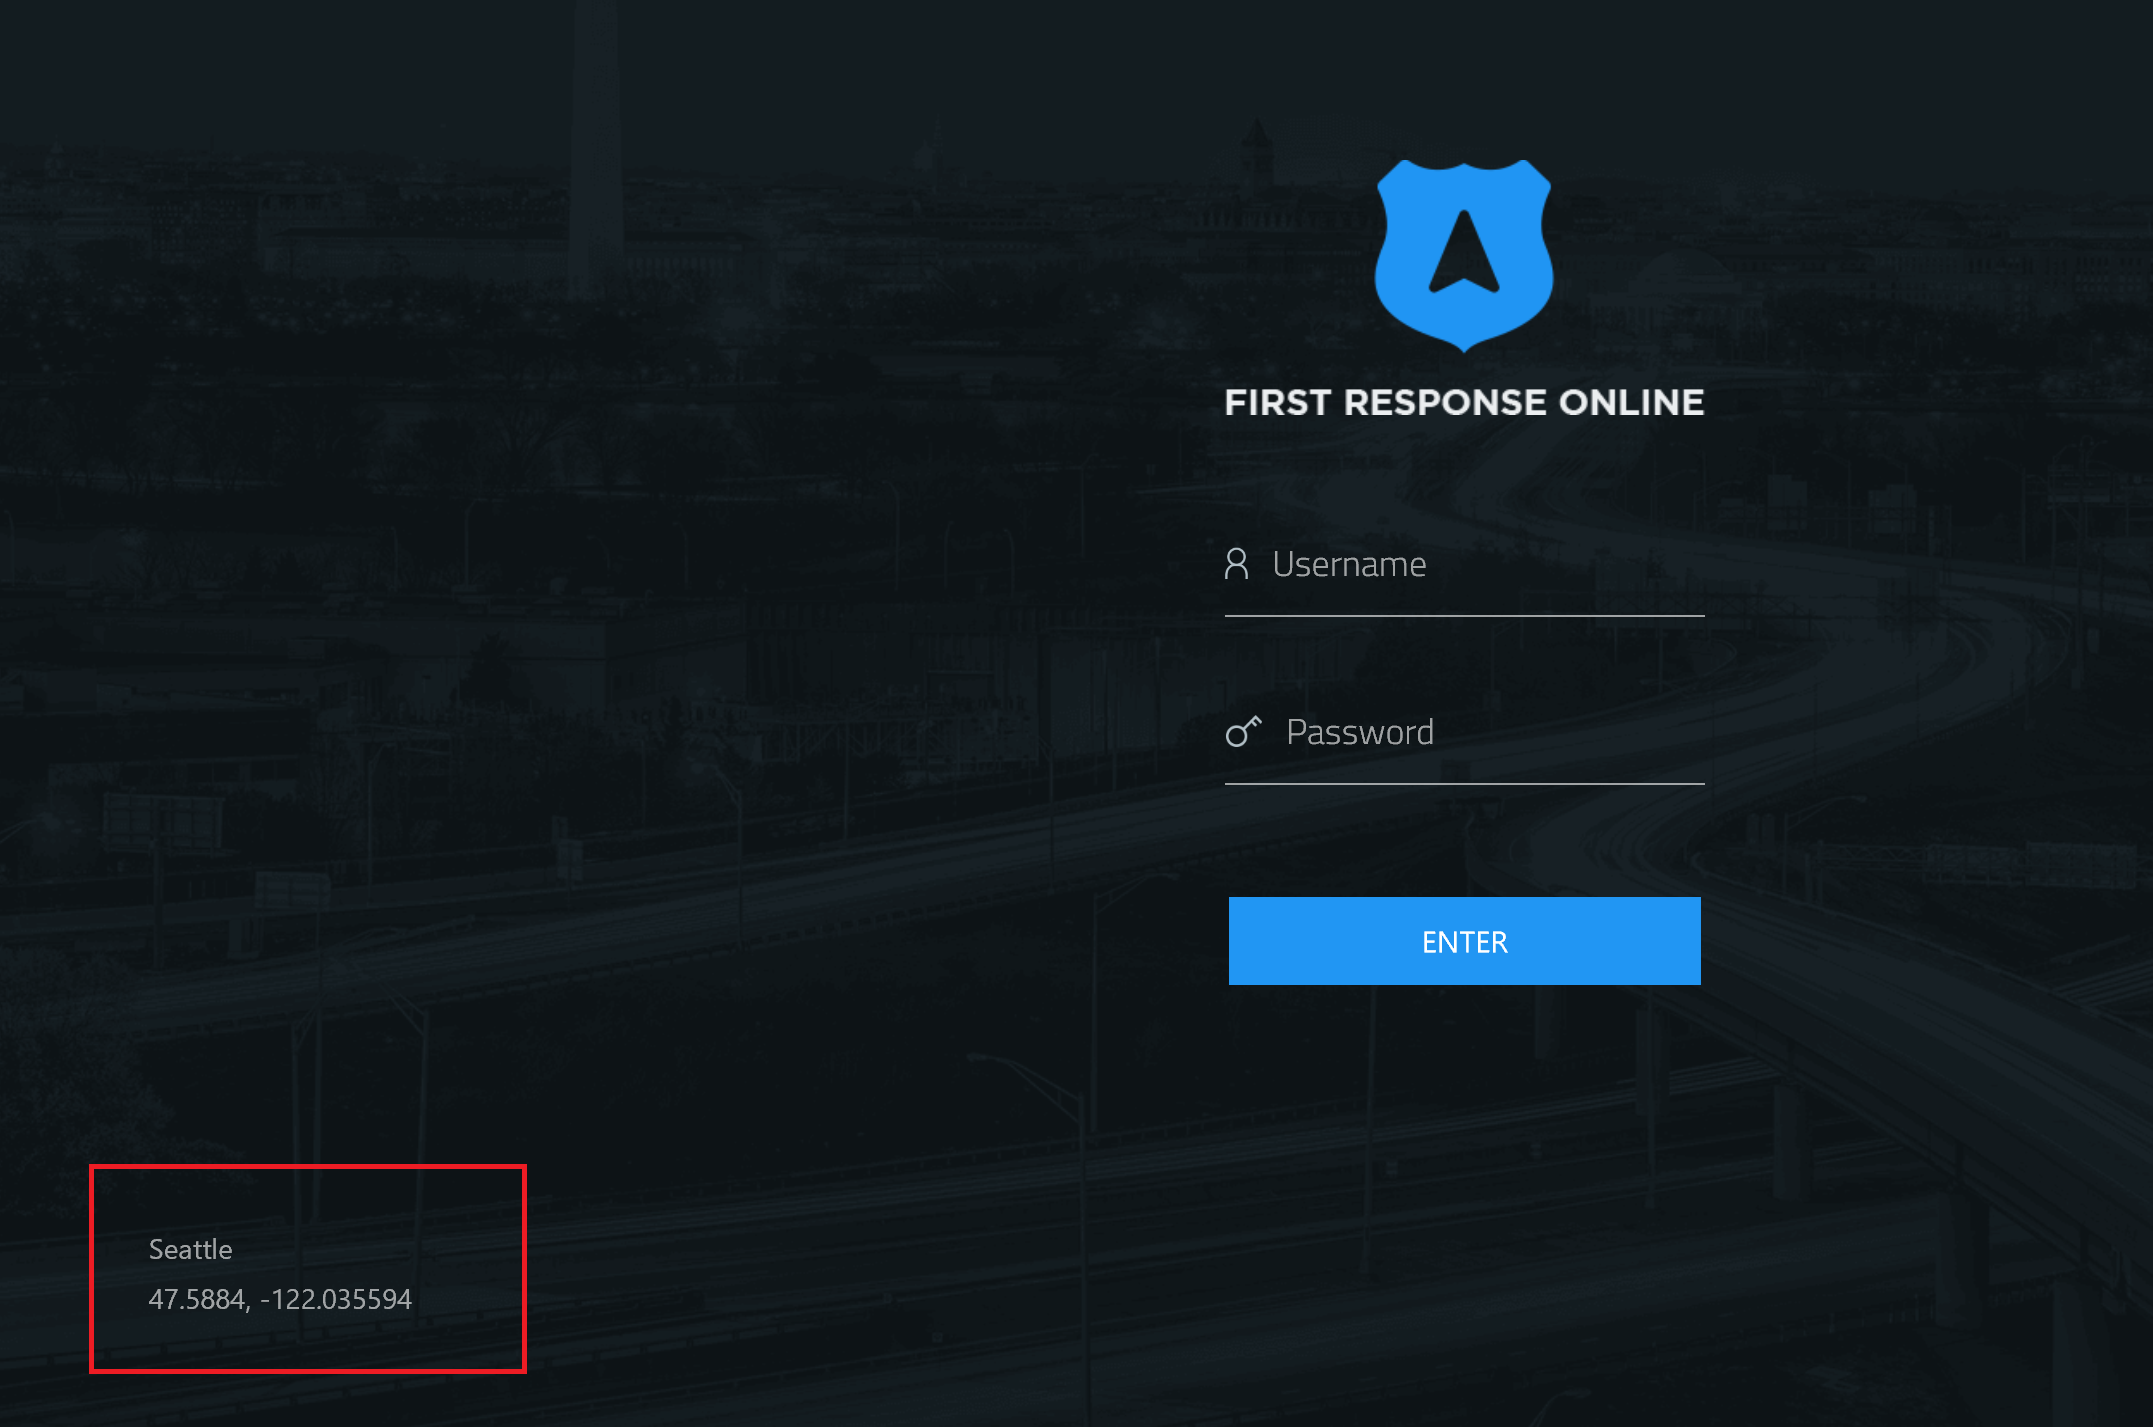 FIRST RESPONSE ONLINE
Username
Password
ENTER
Seattle
47.5884, -122.035594